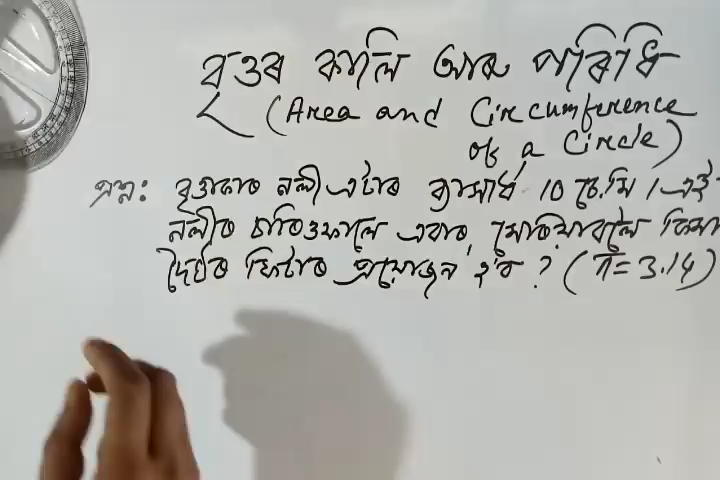 বৃত্তৰ কালি আৰু পৰিধি
(Area and Circumference
of a Circle)
প্ৰশ্ন: বৃত্তাকাৰ নলী এটাৰ ব্যাসাৰ্ধ 10 চে.মি । এই
নলীৰ চাৰিওফালে এবাৰ মেৰিয়াবলৈ কিমা
দৈৰ্ঘৰ ফিটাৰ প্ৰয়োজন হ'ব ? (π = 3.14)